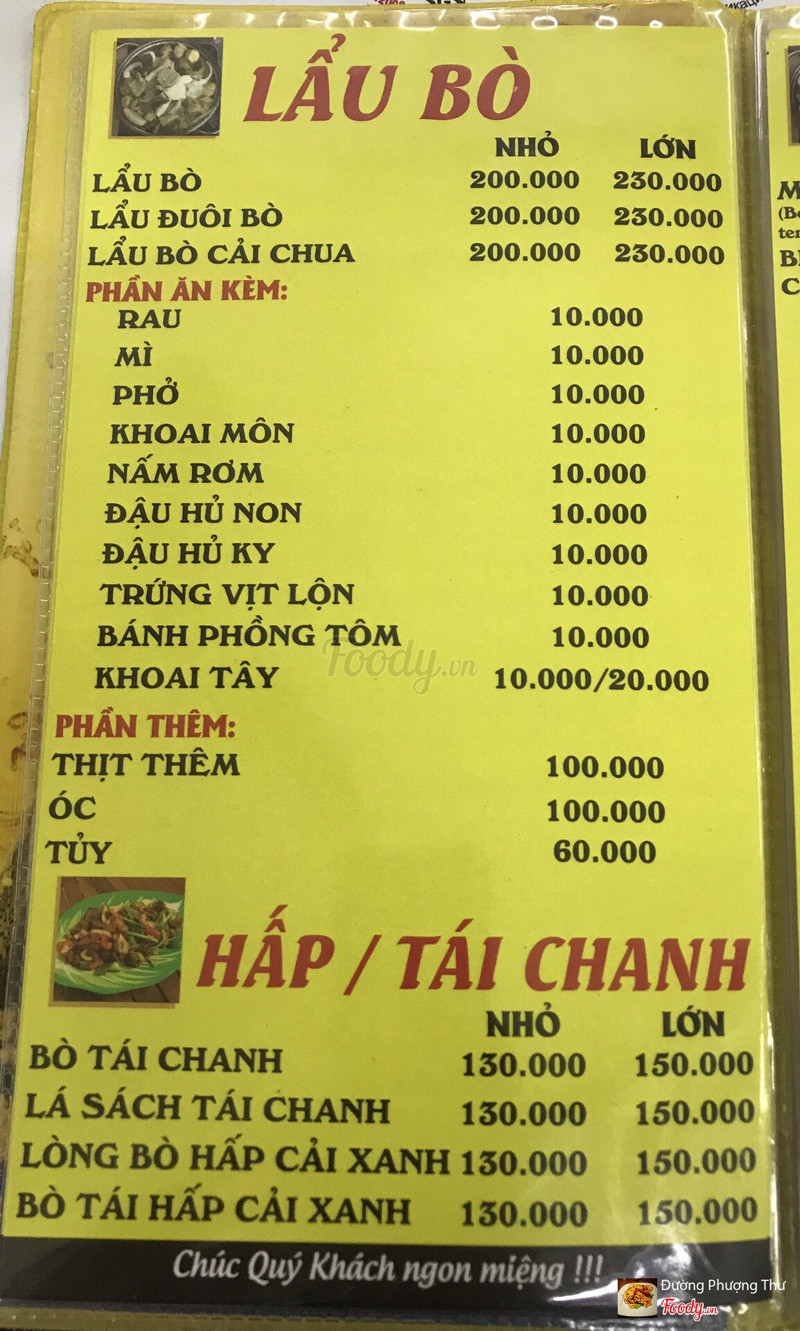 LẨU BÒ
NHỎ LỚN
LẨU BÒ 200.000 230.000
LẨU ĐUÔI BÒ 200.000 230.000
LẨU BÒ CẢI CHUA 200.000 230.000
PHẦN ĂN KÈM:
RAU 10.000
MÌ 10.000
PHỞ 10.000
KHOAI MÔN 10.000
NẤM RƠM 10.000
ĐẬU HỦ NON 10.000
ĐẬU HỦ KY 10.000
TRỨNG VỊT LỘN 10.000
BÁNH PHỒNG TÔM 10.000
Foody.vn
KHOAI TÂY 10.000/20.000
PHẦN THÊM:
THỊT THÊM 100.000
ÓC 100.000
TỦY 60.000
HẤP / TÁI CHANH
NHỎ LỚN
BÒ TÁI CHANH 130.000 150.000
LÁ SÁCH TÁI CHANH 130.000 150.000
LÒNG BÒ HẤP CẢI XANH 130.000 150.000
BÒ TÁI HẤP CẢI XANH 130.000 150.000
Chúc Quý Khách ngon miệng !!!
Đường Phượng Thư
Foody.vn